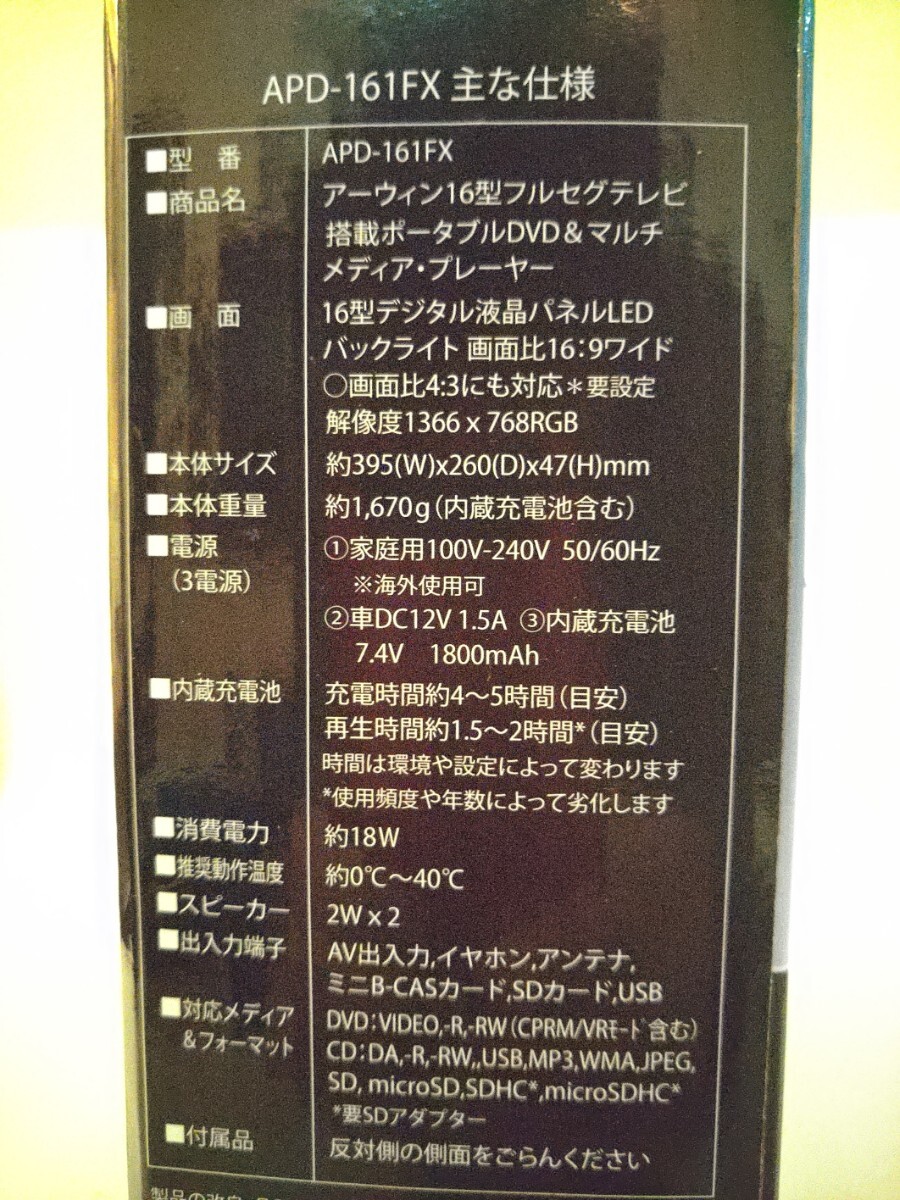 APD-161FX 主な仕様
■型 番 APD-161FX
■商品名 アーウィン16型フルセグテレビ
搭載ポータブルDVD&マルチ
メディア・プレーヤー
■画 面 16型デジタル液晶パネルLED
バックライト 画面比16:9ワイド
○画面比4:3にも対応*要設定
解像度1366 x 768RGB
■本体サイズ 約395(W)x260(D)x47(H)mm
■本体重量 約1,670g(内蔵充電池含む)
■電源 ①家庭用100V-240V 50/60Hz
(3電源) ※海外使用可
②車DC12V 1.5A ③内蔵充電池
7.4V 1800mAh
■内蔵充電池 充電時間約4〜5時間(目安)
再生時間約1.5〜2時間*(目安)
時間は環境や設定によって変わります
*使用頻度や年数によって劣化します
■消費電力 約18W
■推奨動作温度 約0℃〜40℃
■スピーカー 2W x 2
■出入力端子 AV出入力,イヤホン,アンテナ,
ミニB-CASカード,SDカード,USB
■対応メディア DVD:VIDEO,-R,-RW(CPRM/VRモード含む)
&フォーマット CD:DA,-R,-RW,,USB,MP3,WMA,JPEG,
SD, microSD,SDHC*,microSDHC*
*要SDアダプター
■付属品 反対側の側面をごらんください